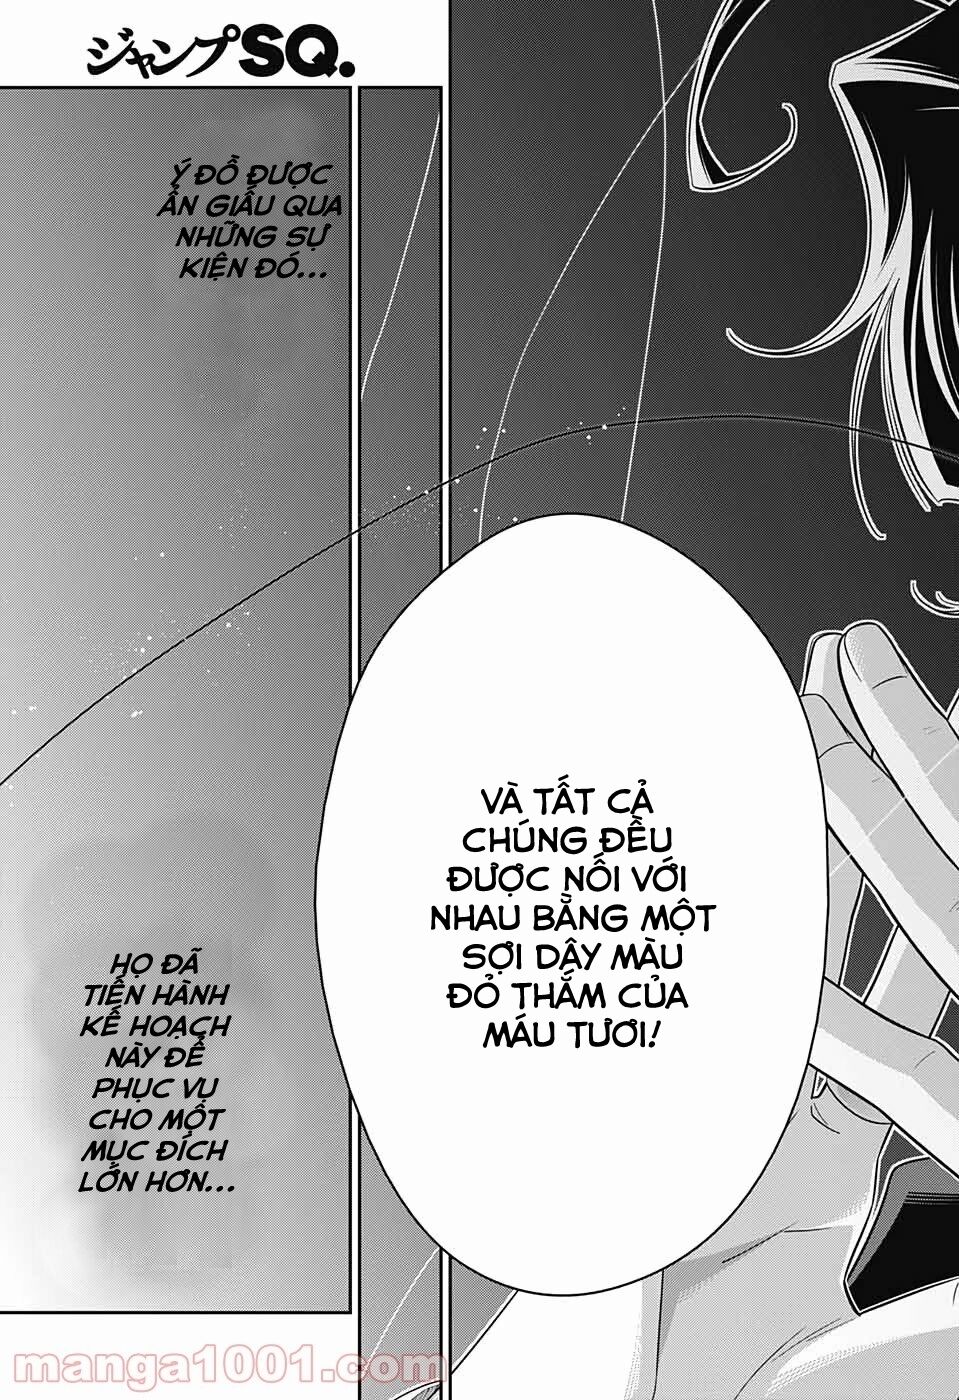 ジャンプSQ.
VÀ TẤT CẢ
CHÚNG ĐỀU
ĐƯỢC NỐI VỚI
NHAU BẰNG MỘT
SỢI DÂY MÀU
ĐỎ THẮM CỦA
MÁU TƯƠI!
Ý ĐỒ ĐƯỢC
ẨN GIẤU QUA
NHỮNG SỰ
KIỆN ĐÓ...
HỌ ĐÃ
TIẾN HÀNH
KẾ HOẠCH
NÀY ĐỂ
PHỤC VỤ
CHO MỘT
MỤC ĐÍCH
LỚN HƠN...
manga1001.com